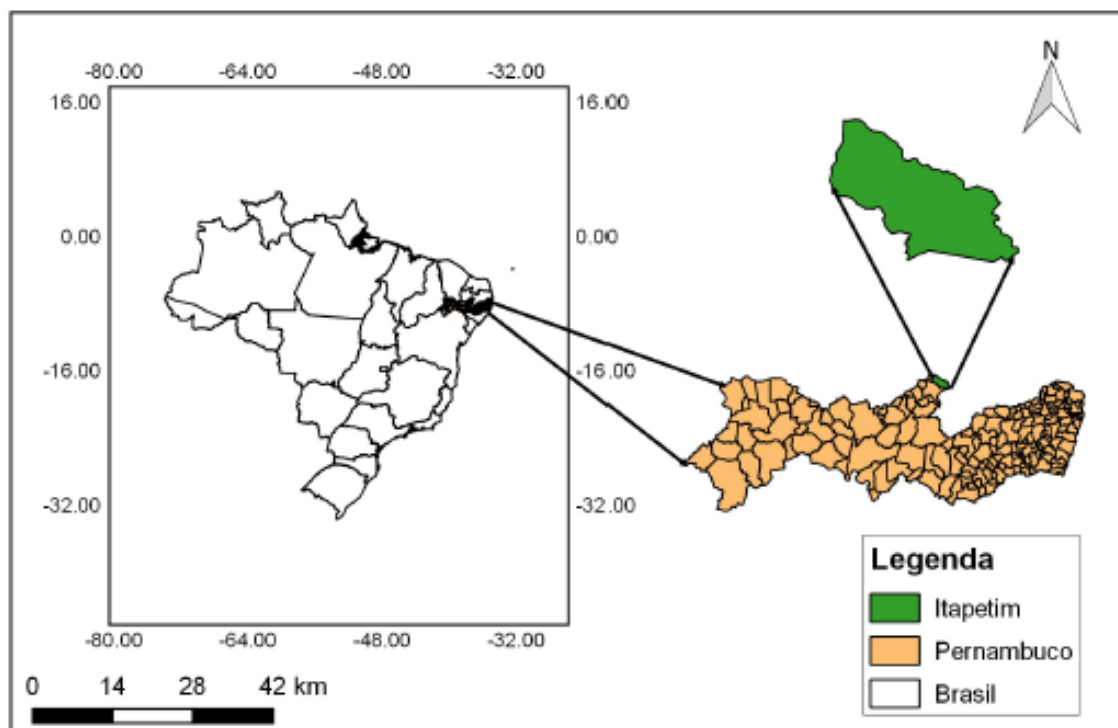 -80.00 -64.00 -48.00 -32.00
N
16.00 16.00
0.00 0.00
-16.00 -16.00
-32.00 -32.00
-80.00 -64.00 -48.00 -32.00
Legenda
Itapetim
Pernambuco
Brasil
0 14 28 42 km